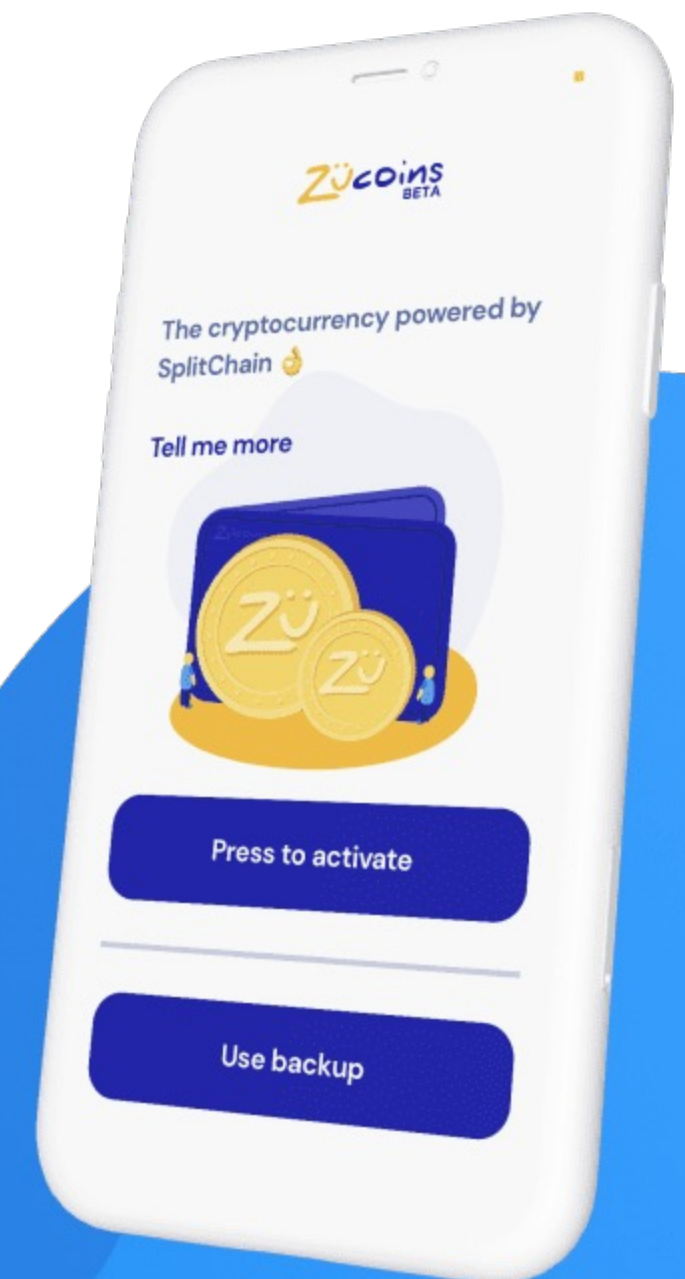 Zücoins
BETA
The cryptocurrency powered by
SplitChain 👌
Tell me more
Zü
Zü
Press to activate
Use backup